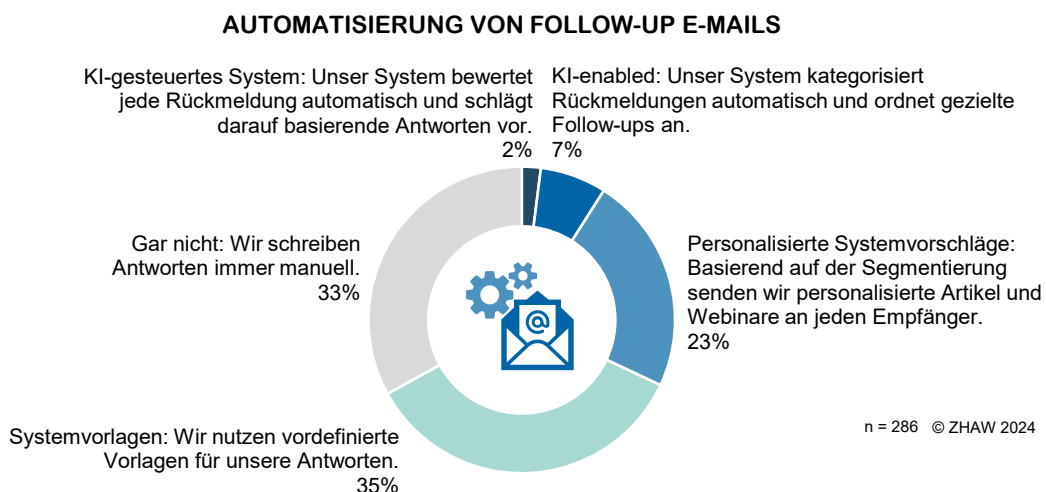 AUTOMATISIERUNG VON FOLLOW-UP E-MAILS
KI-gesteuertes System: Unser System bewertet
jede Rückmeldung automatisch und schlägt
darauf basierende Antworten vor.
2%
KI-enabled: Unser System kategorisiert
Rückmeldungen automatisch und ordnet gezielte
Follow-ups an.
7%
Gar nicht: Wir schreiben
Antworten immer manuell.
33%
@
Personalisierte Systemvorschläge:
Basierend auf der Segmentierung
senden wir personalisierte Artikel und
Webinare an jeden Empfänger.
23%
Systemvorlagen: Wir nutzen vordefinierte
Vorlagen für unsere Antworten.
35%
n = 286 © ZHAW 2024